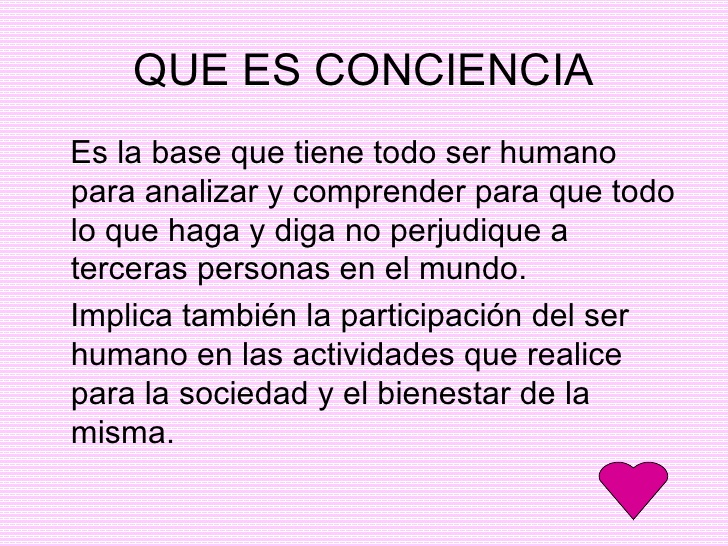 QUE ES CONCIENCIA
Es la base que tiene todo ser humano
para analizar y comprender para que todo
lo que haga y diga no perjudique a
terceras personas en el mundo.
Implica también la participación del ser
humano en las actividades que realice
para la sociedad y el bienestar de la
misma.